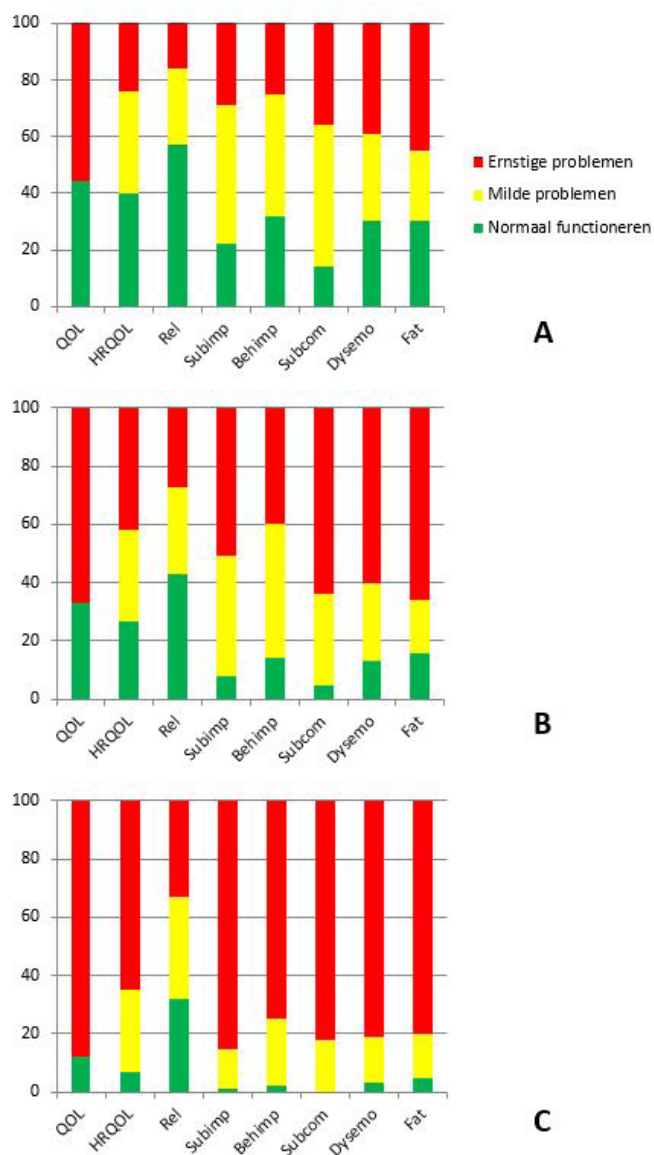 100
80
60
40
20
0
QOL HRQOL Rel Subimp Behimp Subcom Dysemo Fat
Ernstige problemen
Milde problemen
Normaal functioneren
A
100
80
60
40
20
0
QOL HRQOL Rel Subimp Behimp Subcom Dysemo Fat
B
100
80
60
40
20
0
QOL HRQOL Rel Subimp Behimp Subcom Dysemo Fat
C